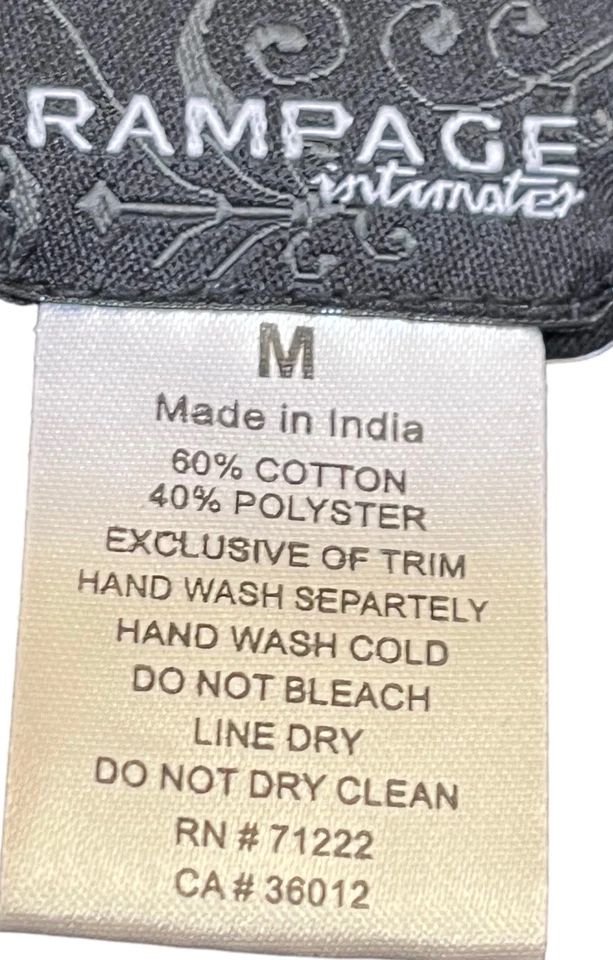 RAMPAGE
intimates
M
Made in India
60% COTTON
40% POLYSTER
EXCLUSIVE OF TRIM
HAND WASH SEPARTELY
HAND WASH COLD
DO NOT BLEACH
LINE DRY
DO NOT DRY CLEAN
RN # 71222
CA # 36012